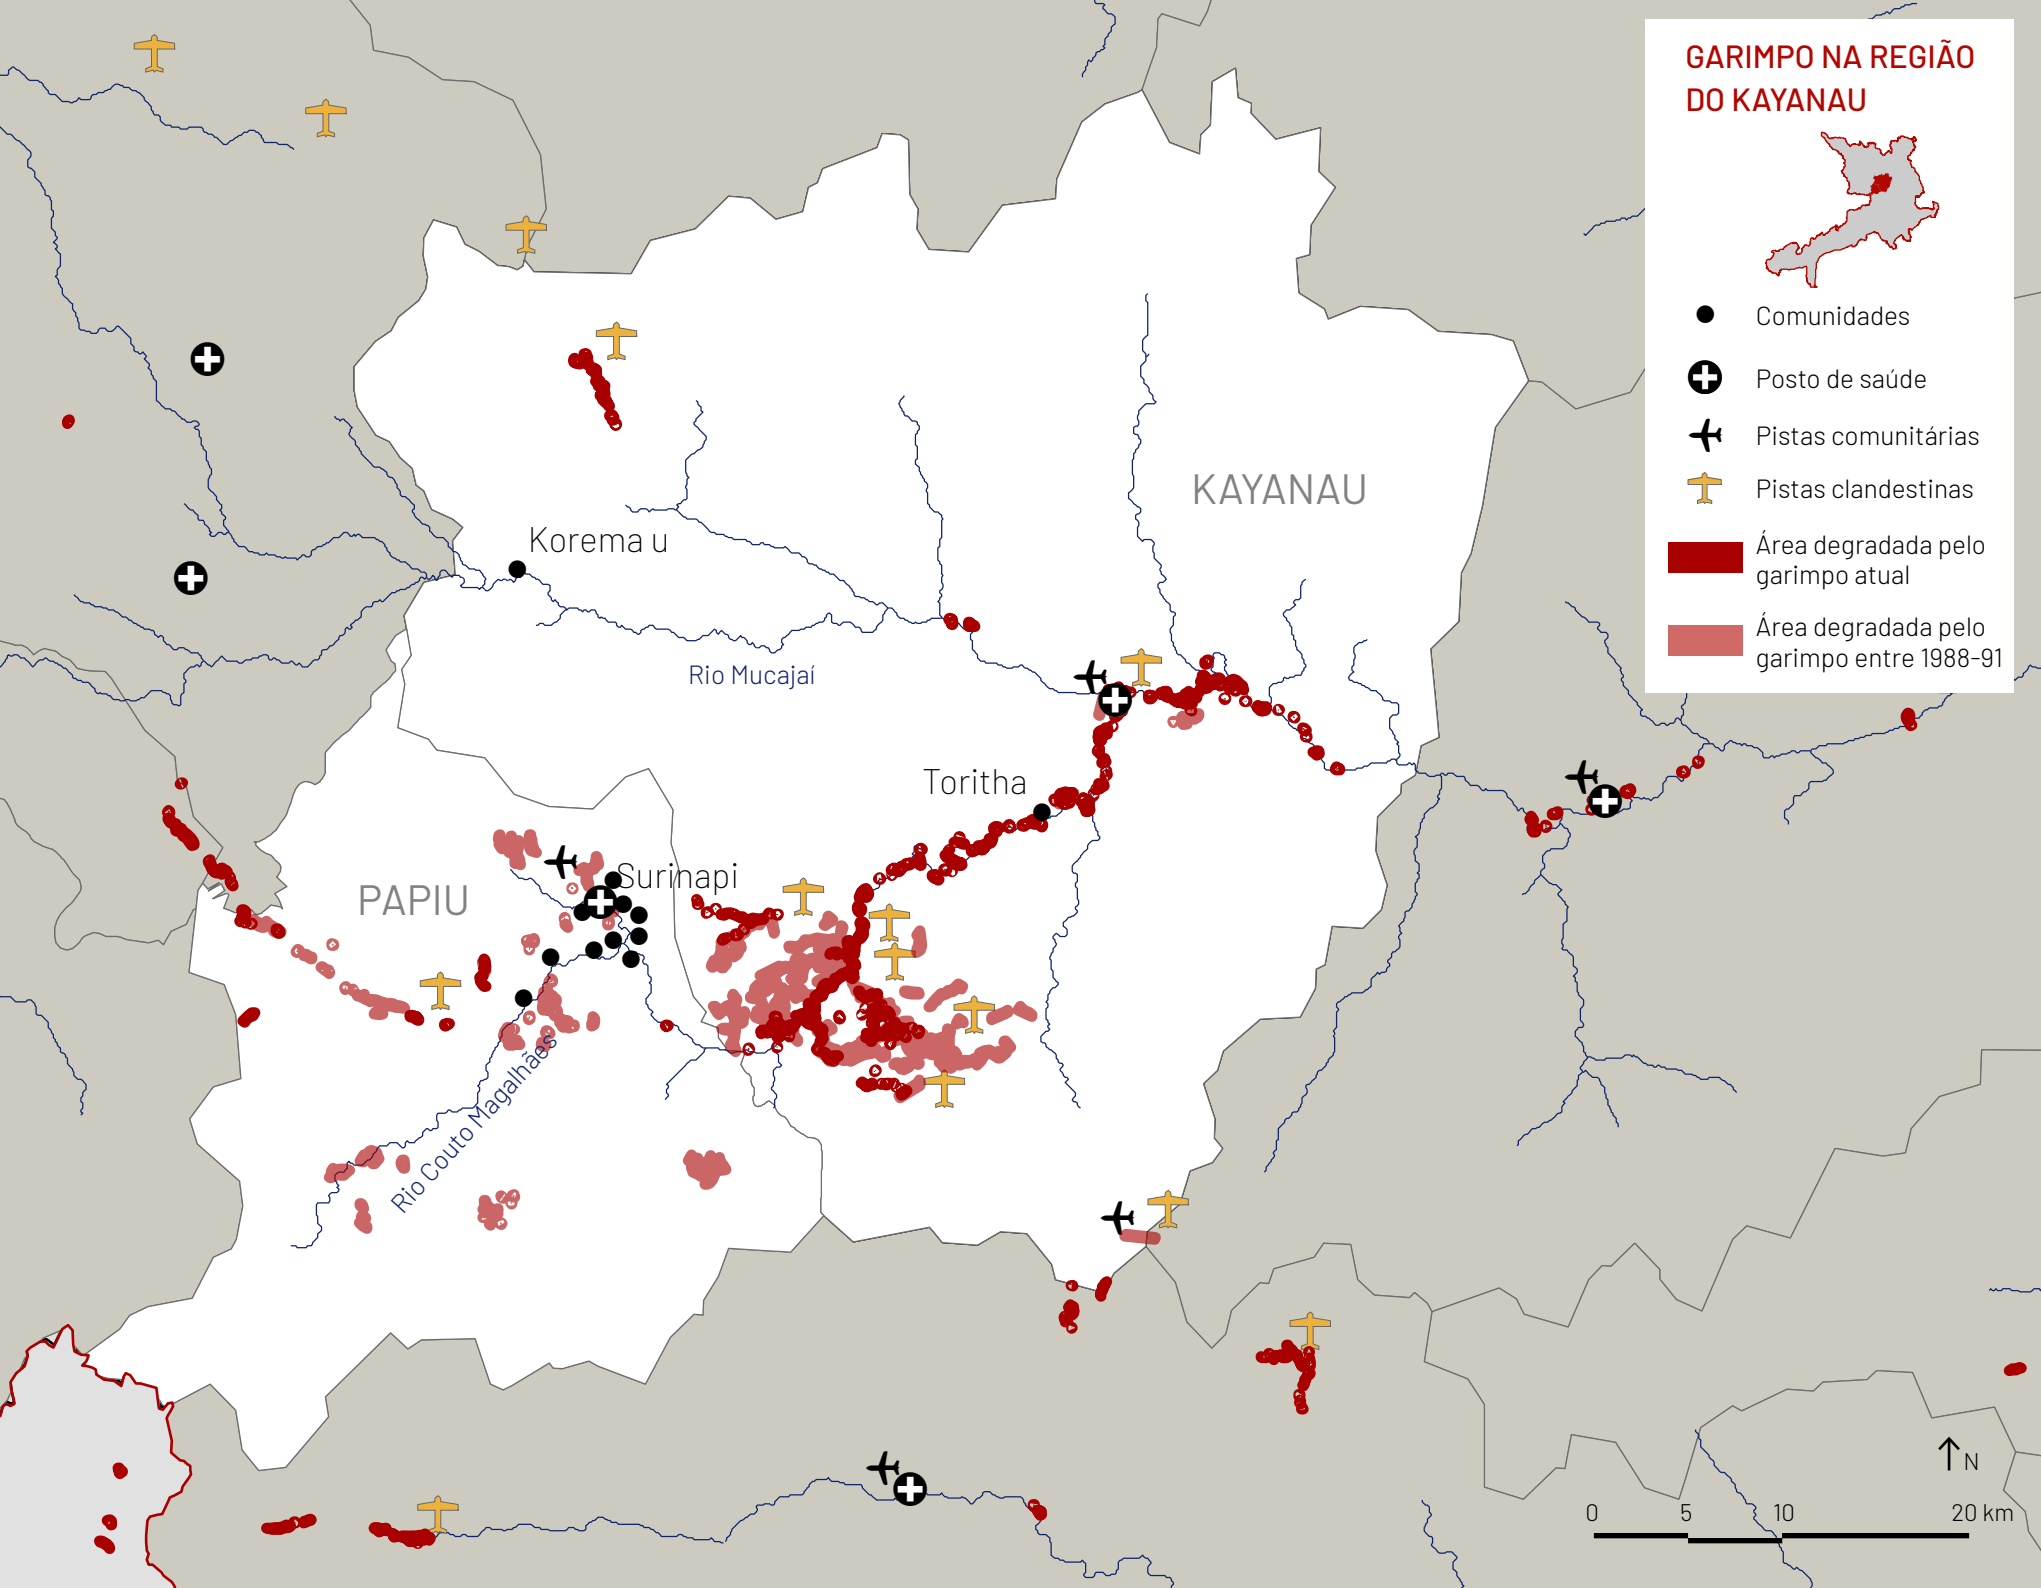 GARIMPO NA REGIÃO
DO KAYANAU
Comunidades
Posto de saúde
Pistas comunitárias
Pistas clandestinas
Área degradada pelo
garimpo atual
Área degradada pelo
garimpo entre 1988-91
KAYANAU
Korema u
Rio Mucajaí
Toritha
Surinapi
PAPIU
Rio Couto Magalhães
N
0 5 10 20 km